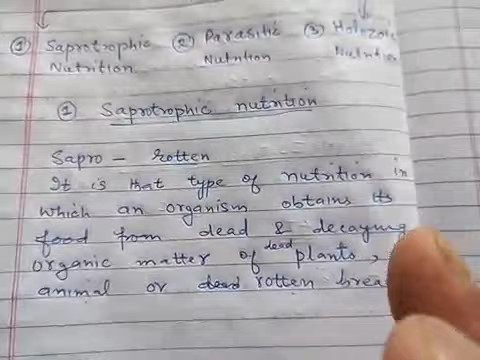 ① Saprotrophic ② Parasitic ③ Holozoic
Nutrition Nutrition Nutrition
① Saprotrophic nutrition
Sapro - rotten
It is that type of nutrition in
which an organism obtains its
food from dead & decaying
organic matter of dead plants,
animal or dead rotten brea